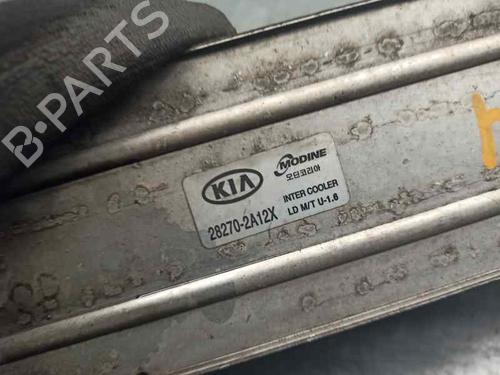 B-PARTS
KIA
MODINE
모딘코리아
28270-2A12X
INTER COOLER
LD M/T U-1.6